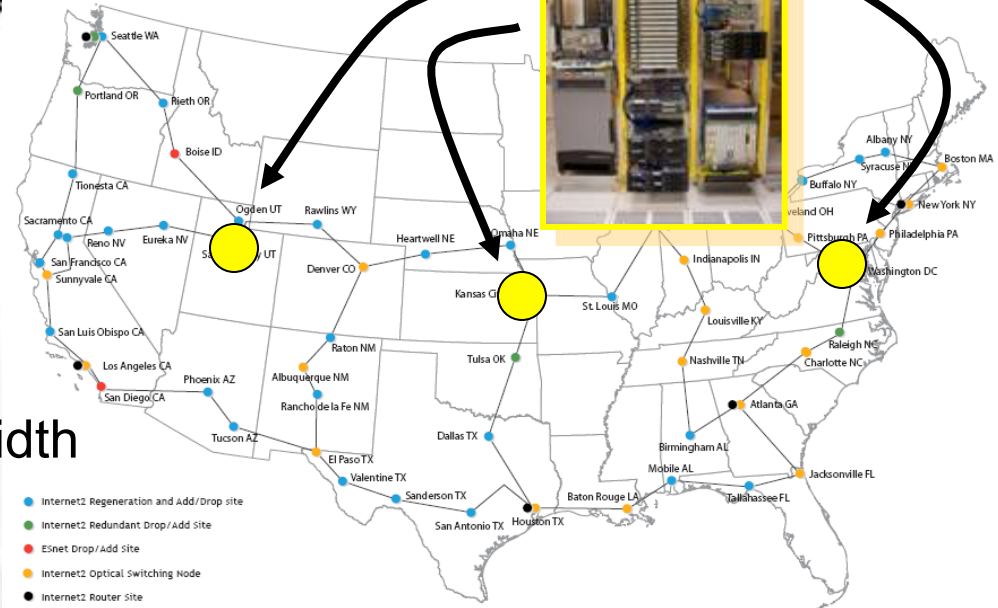 Seattle WA
Portland OR
Rieth OR
Boise ID
Albany NY
Syracuse N
Boston MA
Buffalo NY
Tionesta CA
New York NY
Ogden UT
Rawlins WY
veland OH
Sacramento CA
Reno NV
Eureka NV
Heartwell NE
Omaha NE
Pittsburgh PA
Philadelphia PA
San Francisco CA
UT
Denver CO
Indianapolis IN
Washington DC
Sunnyvale CA
Kansas Ci
St. Louis MO
San Luis Obispo CA
Louisville KY
Raton NM
Raleigh NC
Tulsa OK
Nashville TN
Charlotte NC
Los Angeles CA
Phoenix AZ
Albuquerque NM
San Diego CA
Rancho de la Fe NM
Atlanta GA
idth
Tucson AZ
Dallas TX
Birmingham AL
El Paso TX
Mobile AL
Jacksonville FL
Valentine TX
Sanderson TX
Baton Rouge LA
Tallahassee FL
San Antonio TX
Houston TX
Internet2 Regeneration and Add/Drop site
Internet2 Redundant Drop/Add Site
ESnet Drop/Add Site
Internet2 Optical Switching Node
Internet2 Router Site